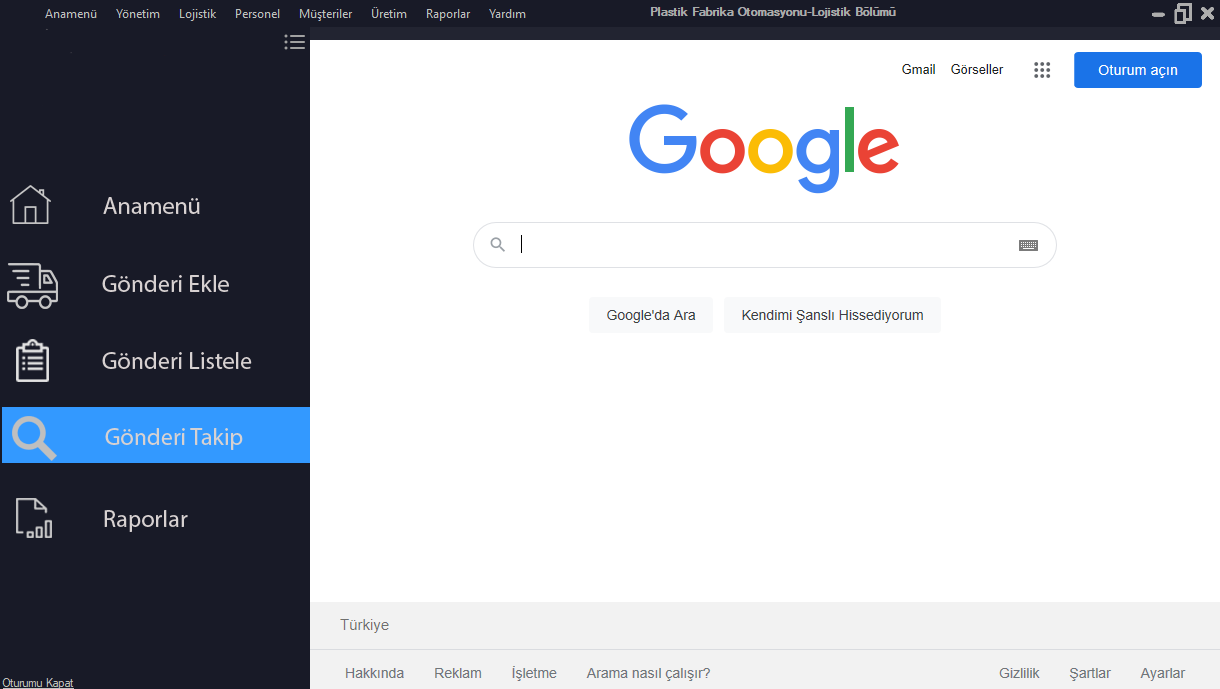 Anamenü Yönetim Lojistik Personel Müşteriler Üretim Raporlar Yardım
Plastik Fabrika Otomasyonu-Lojistik Bölümü
Gmail Görseller Oturum açın
Google
Anamenü
Gönderi Ekle
Google'da Ara Kendimi Şanslı Hissediyorum
Gönderi Listele
Gönderi Takip
Raporlar
Türkiye
Hakkında Reklam İşletme Arama nasıl çalışır? Gizlilik Şartlar Ayarlar
Oturumu Kapat